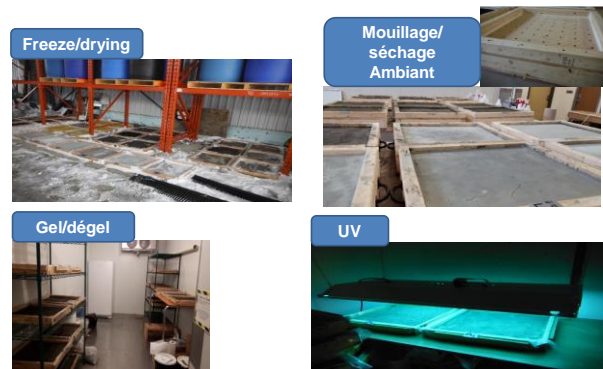 Freeze/drying
Mouillage/
séchage
Ambiant
Gel/dégel
UV